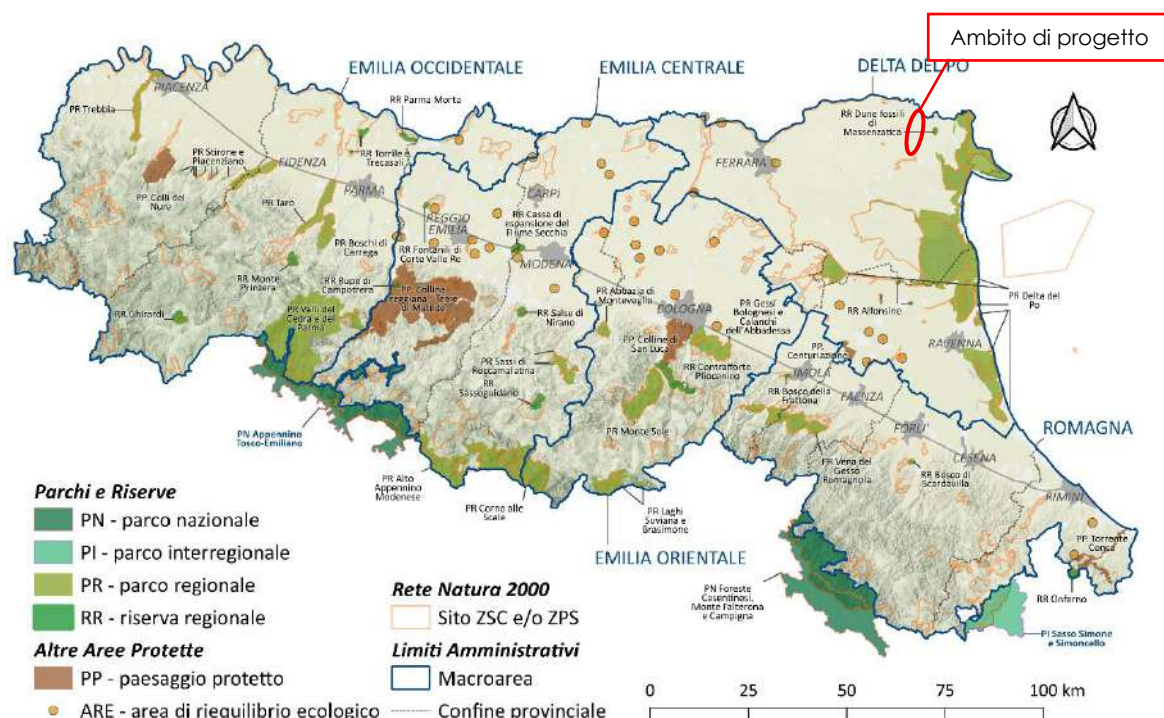 Ambito di progetto
EMILIA OCCIDENTALE
EMILIA CENTRALE
DELTA DEL PO
PIACENZA
PR Trebbia
RR Parma Morta
RR Dune fossili
di
Massenzatica
PR Stirone e
Piacenziano
FIDENZA
RR Torrile e
Trecasali
FERRARA
PP. Colli del
Nure
PARMA
CARPI
PR Taro
REGGIO
EMILIA
RR Cassa di
espansione del
Fiume Secchia
PR Boschi di
Carrega
RR Fontanili di
Corte Valle Re
MODENA
RR Monte
Prinzera
RR Rupe di
Campotrera
PP. Collina
reggiana - Terre
di Matilde
PR Abbazia di
Monteveglio
BOLOGNA
PR Gessi
Bolognesi e
Calanchi
dell'Abbadessa
RR Alfonsine
PR Delta del
Po
RR Ghirardi
PR Valli del
Cedra e del
Parma
RR Salse di
Nirano
PP. Colline di
San Luca
PP.
Centuriazione
RAVENNA
PR Sassi di
Roccamalatina
RR
Sassoguidano
RR Contrafforte
Pliocenico
IMOLA
RR Bosco della
Frattona
FAENZA
PN Appennino
Tosco-Emiliano
PR Monte Sole
FORLI'
ROMAGNA
CESENA
PR Alto
Appennino
Modenese
PR Vena del
Gesso
Romagnola
RR Bosco di
Scardavilla
RIMINI
PR Corno alle
Scale
PR Laghi
Suviana e
Brasimone
PP. Torrente
Conca
EMILIA ORIENTALE
PN Foreste
Casentinesi,
Monte Falterona
e Campigna
RR Onferno
PI Sasso Simone
e Simoncello
Parchi e Riserve
PN - parco nazionale
PI - parco interregionale
PR - parco regionale
RR - riserva regionale
Altre Aree Protette
PP - paesaggio protetto
ARE - area di riequilibrio ecologico
Rete Natura 2000
Sito ZSC e/o ZPS
Limiti Amministrativi
Macroarea
Confine provinciale
0 25 50 75 100 km